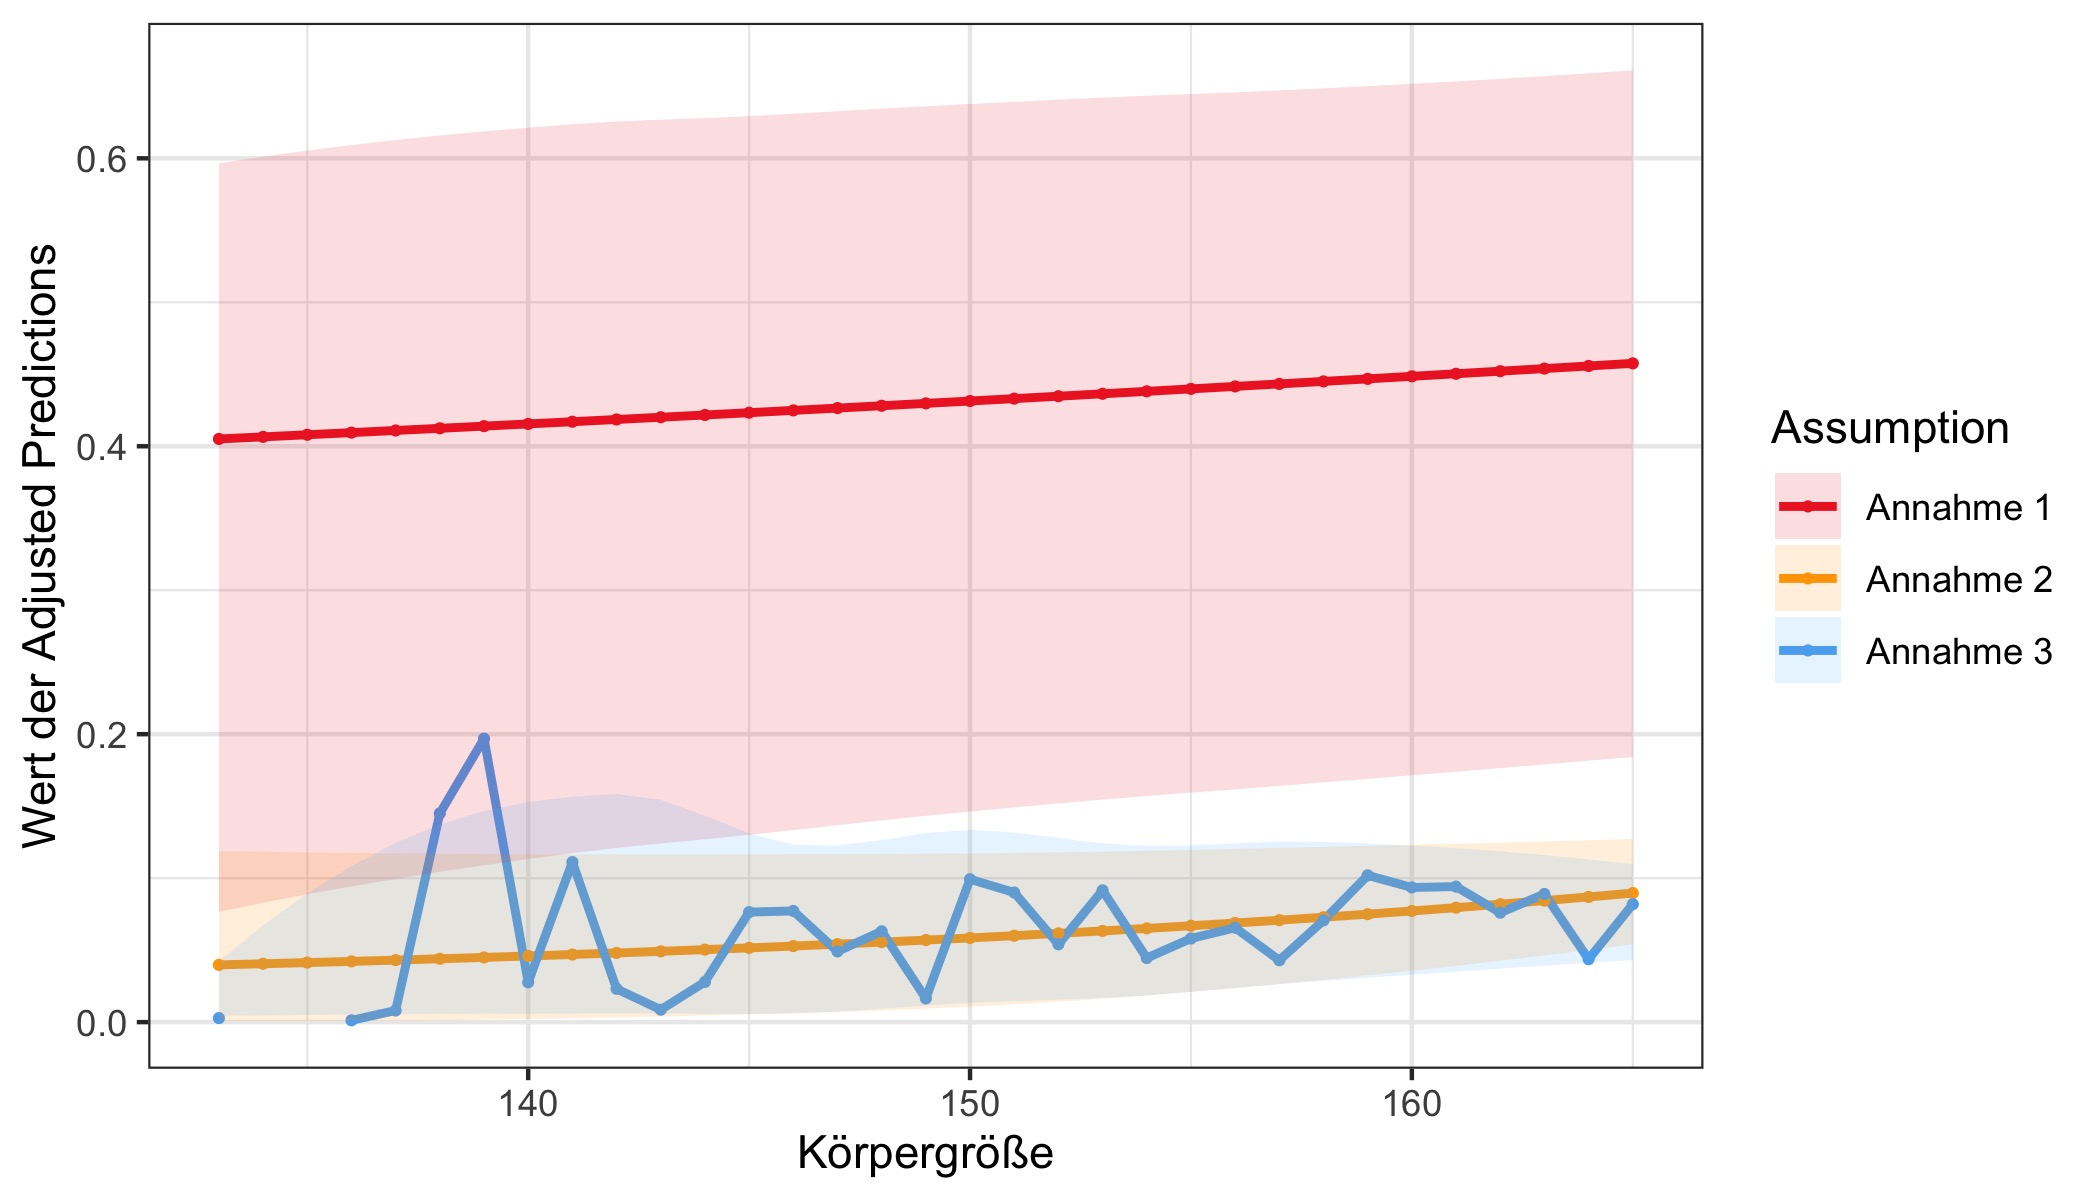 Wert der Adjusted Predictions
0.6
0.4
0.2
0.0
140 150 160
Körpergröße
Assumption
Annahme 1
Annahme 2
Annahme 3